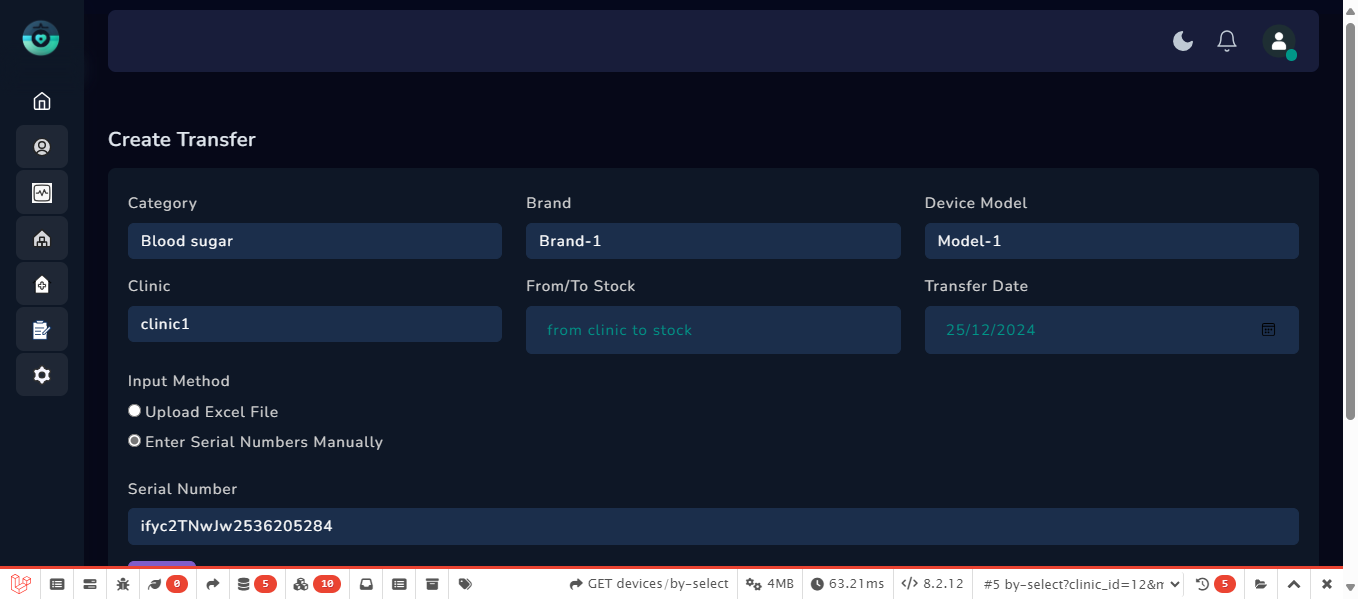 Create Transfer
Category
Brand
Device Model
Blood sugar
Brand-1
Model-1
Clinic
From/To Stock
Transfer Date
clinic1
from clinic to stock
25/12/2024
Input Method
Upload Excel File
Enter Serial Numbers Manually
Serial Number
ifyc2TNwJw2536205284
0
5
10
GET devices/by-select
4MB
63.21ms
8.2.12
#5 by-select?clinic_id=12&m
5